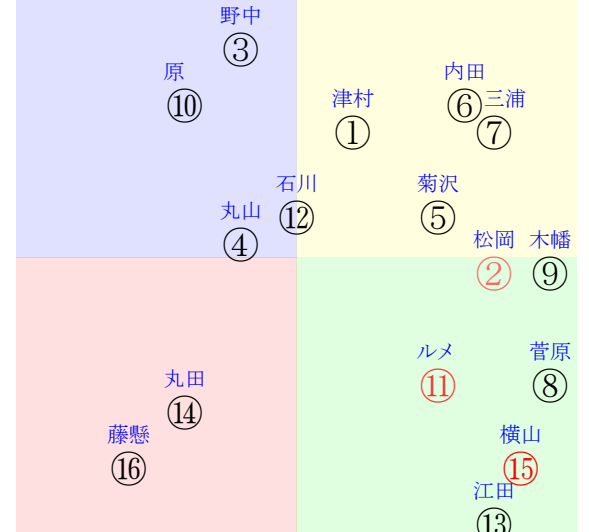 野中
③
原
⑩
内田
⑥
三浦
⑦
津村
①
石川
⑫
菊沢
⑤
丸山
④
松岡
②
木幡
⑨
ルメ
⑪
菅原
⑧
丸田
⑭
藤懸
⑯
横山
⑮
江田
⑬